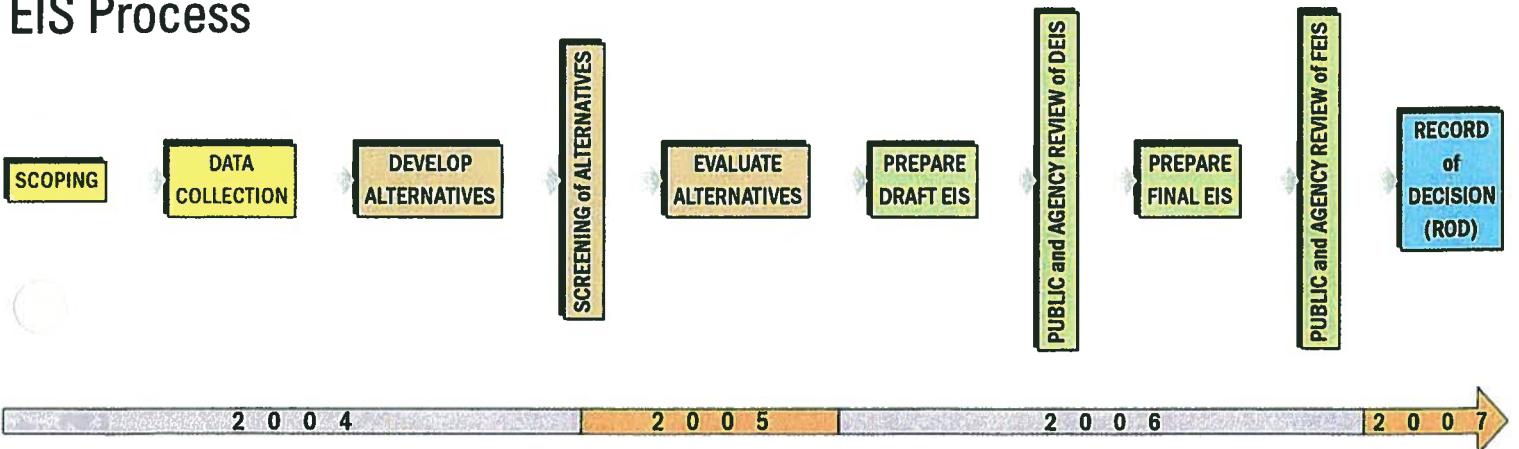 EIS Process
SCOPING
DATA
COLLECTION
DEVELOP
ALTERNATIVES
SCREENING of ALTERNATIVES
EVALUATE
ALTERNATIVES
PREPARE
DRAFT EIS
PUBLIC and AGENCY REVIEW of DEIS
PREPARE
FINAL EIS
PUBLIC and AGENCY REVIEW of FEIS
RECORD
of
DECISION
(ROD)
2 0 0 4
2 0 0 5
2 0 0 6
2 0 0 7